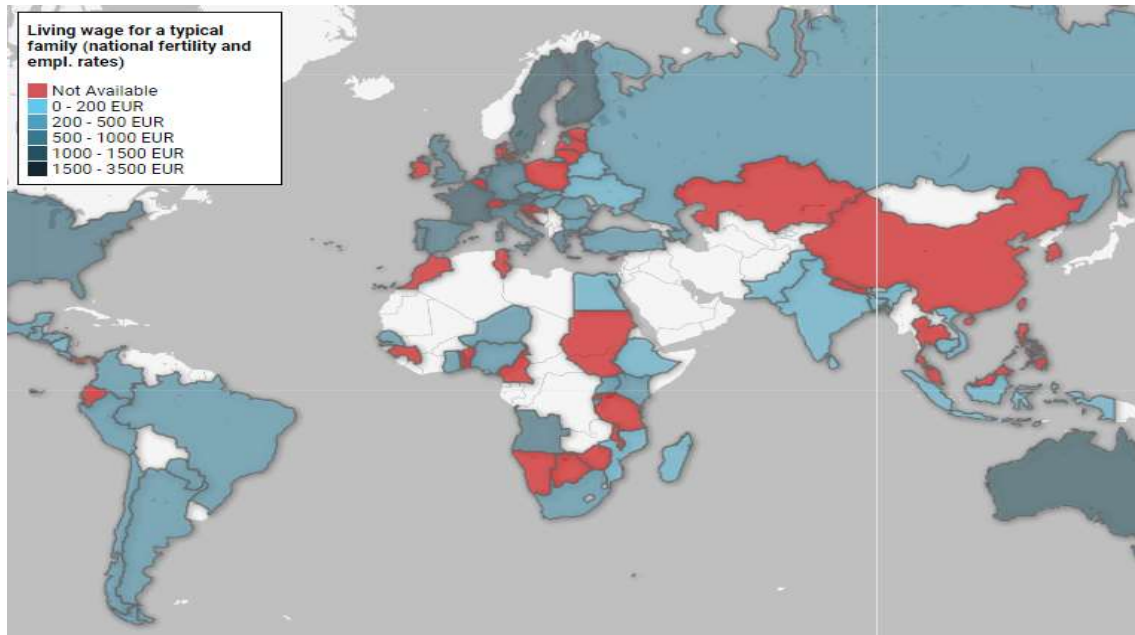 Living wage for a typical
family (national fertility and
empl. rates)
Not Available
0 - 200 EUR
200 - 500 EUR
500 - 1000 EUR
1000 - 1500 EUR
1500 - 3500 EUR